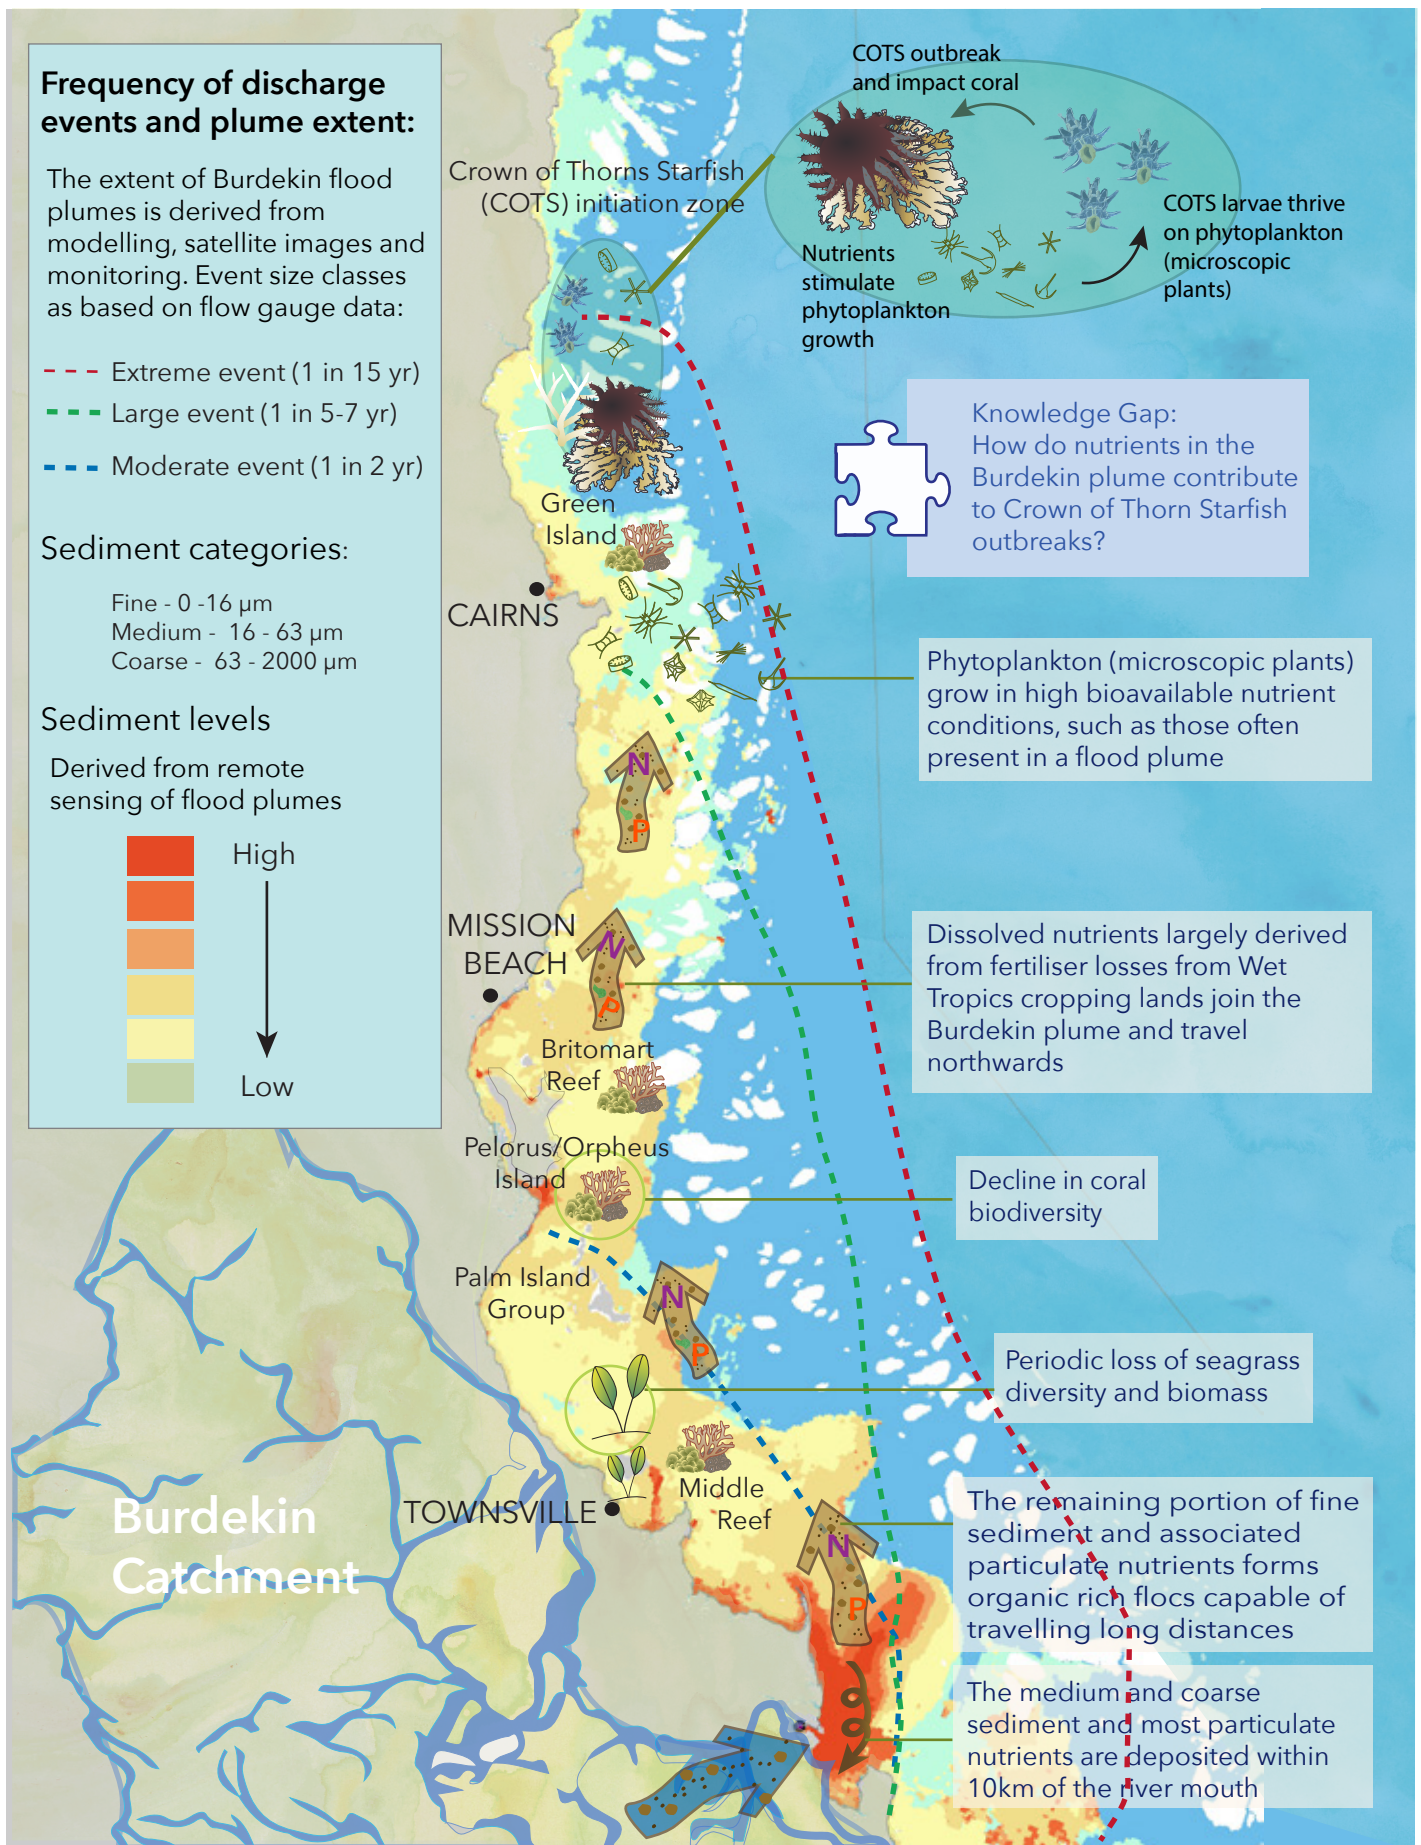 Frequency of discharge
events and plume extent:
The extent of Burdekin flood
plumes is derived from
modelling, satellite images and
monitoring. Event size classes
as based on flow gauge data:
Extreme event (1 in 15 yr)
Large event (1 in 5-7 yr)
Moderate event (1 in 2 yr)
Sediment categories:
Fine - 0 -16 µm
Medium - 16 - 63 µm
Coarse - 63 - 2000 µm
Sediment levels
Derived from remote
sensing of flood plumes
High
Low
COTS outbreak
and impact coral
Crown of Thorns Starfish
(COTS) initiation zone
COTS larvae thrive
on phytoplankton
(microscopic
plants)
Nutrients
stimulate
phytoplankton
growth
Knowledge Gap:
How do nutrients in the
Burdekin plume contribute
to Crown of Thorn Starfish
outbreaks?
Green
Island
CAIRNS
Phytoplankton (microscopic plants)
grow in high bioavailable nutrient
conditions, such as those often
present in a flood plume
N
P
MISSION
BEACH
N
P
Dissolved nutrients largely derived
from fertiliser losses from Wet
Tropics cropping lands join the
Burdekin plume and travel
northwards
Britomart
Reef
Pelorus/Orpheus
Island
Decline in coral
biodiversity
Palm Island
Group
N
P
Periodic loss of seagrass
diversity and biomass
Middle
Reef
TOWNSVILLE
Burdekin
Catchment
N
P
The remaining portion of fine
sediment and associated
particulate nutrients forms
organic rich flocs capable of
travelling long distances
The medium and coarse
sediment and most particulate
nutrients are deposited within
10km of the river mouth